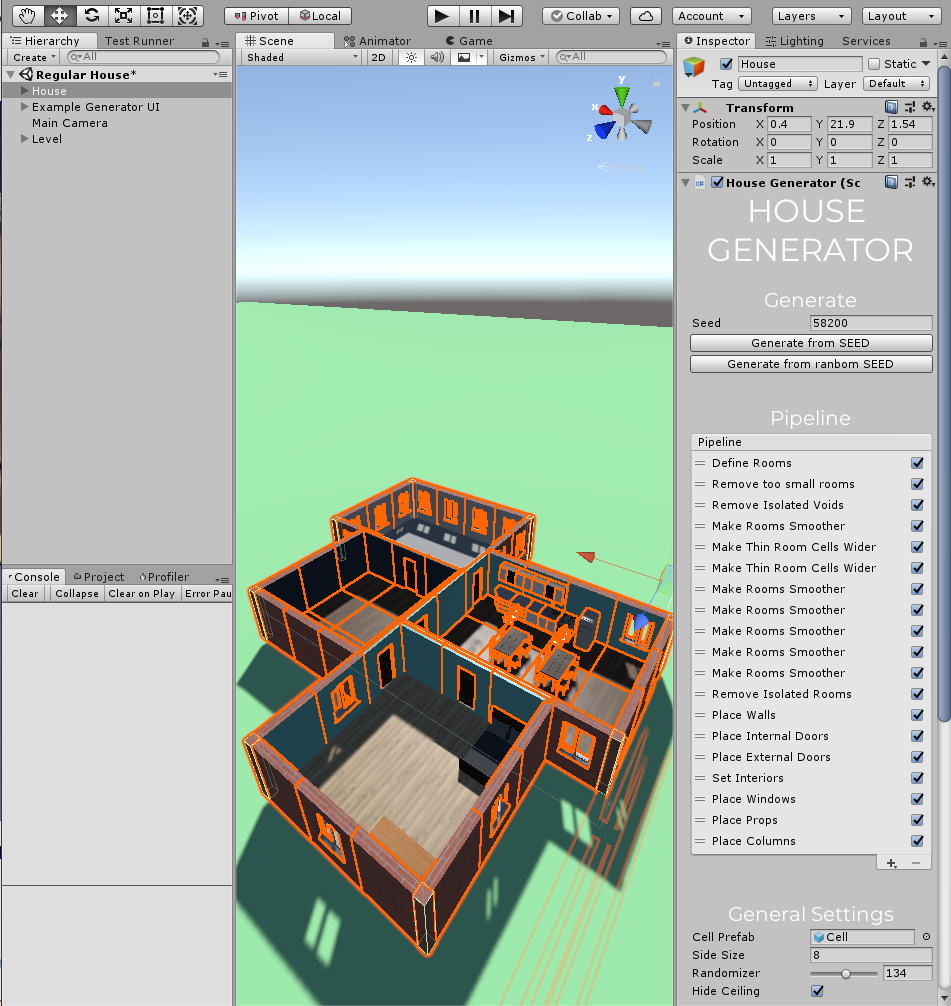 Pivot Local Collab Account Layers Layout
Hierarchy Test Runner
Create All
Regular House*
House
Example Generator UI
Main Camera
Level
Console Project Profiler
Clear Collapse Clear on Play Error Pau
Scene Animator Game
Shaded 2D Gizmos All
y
x
z
Inspector Lighting Services
House Static
Tag Untagged Layer Default
Transform
Position X 0.4 Y 21.9 Z 1.54
Rotation X 0 Y 0 Z 0
Scale X 1 Y 1 Z 1
House Generator (Sc
HOUSE
GENERATOR
Generate
Seed 58200
Generate from SEED
Generate from ranbom SEED
Pipeline
Pipeline
Define Rooms
Remove too small rooms
Remove Isolated Voids
Make Rooms Smoother
Make Thin Room Cells Wider
Make Thin Room Cells Wider
Make Rooms Smoother
Make Rooms Smoother
Make Rooms Smoother
Make Rooms Smoother
Make Rooms Smoother
Remove Isolated Rooms
Place Walls
Place Internal Doors
Place External Doors
Set Interiors
Place Windows
Place Props
Place Columns
General Settings
Cell Prefab Cell
Side Size 8
Randomizer 134
Hide Ceiling